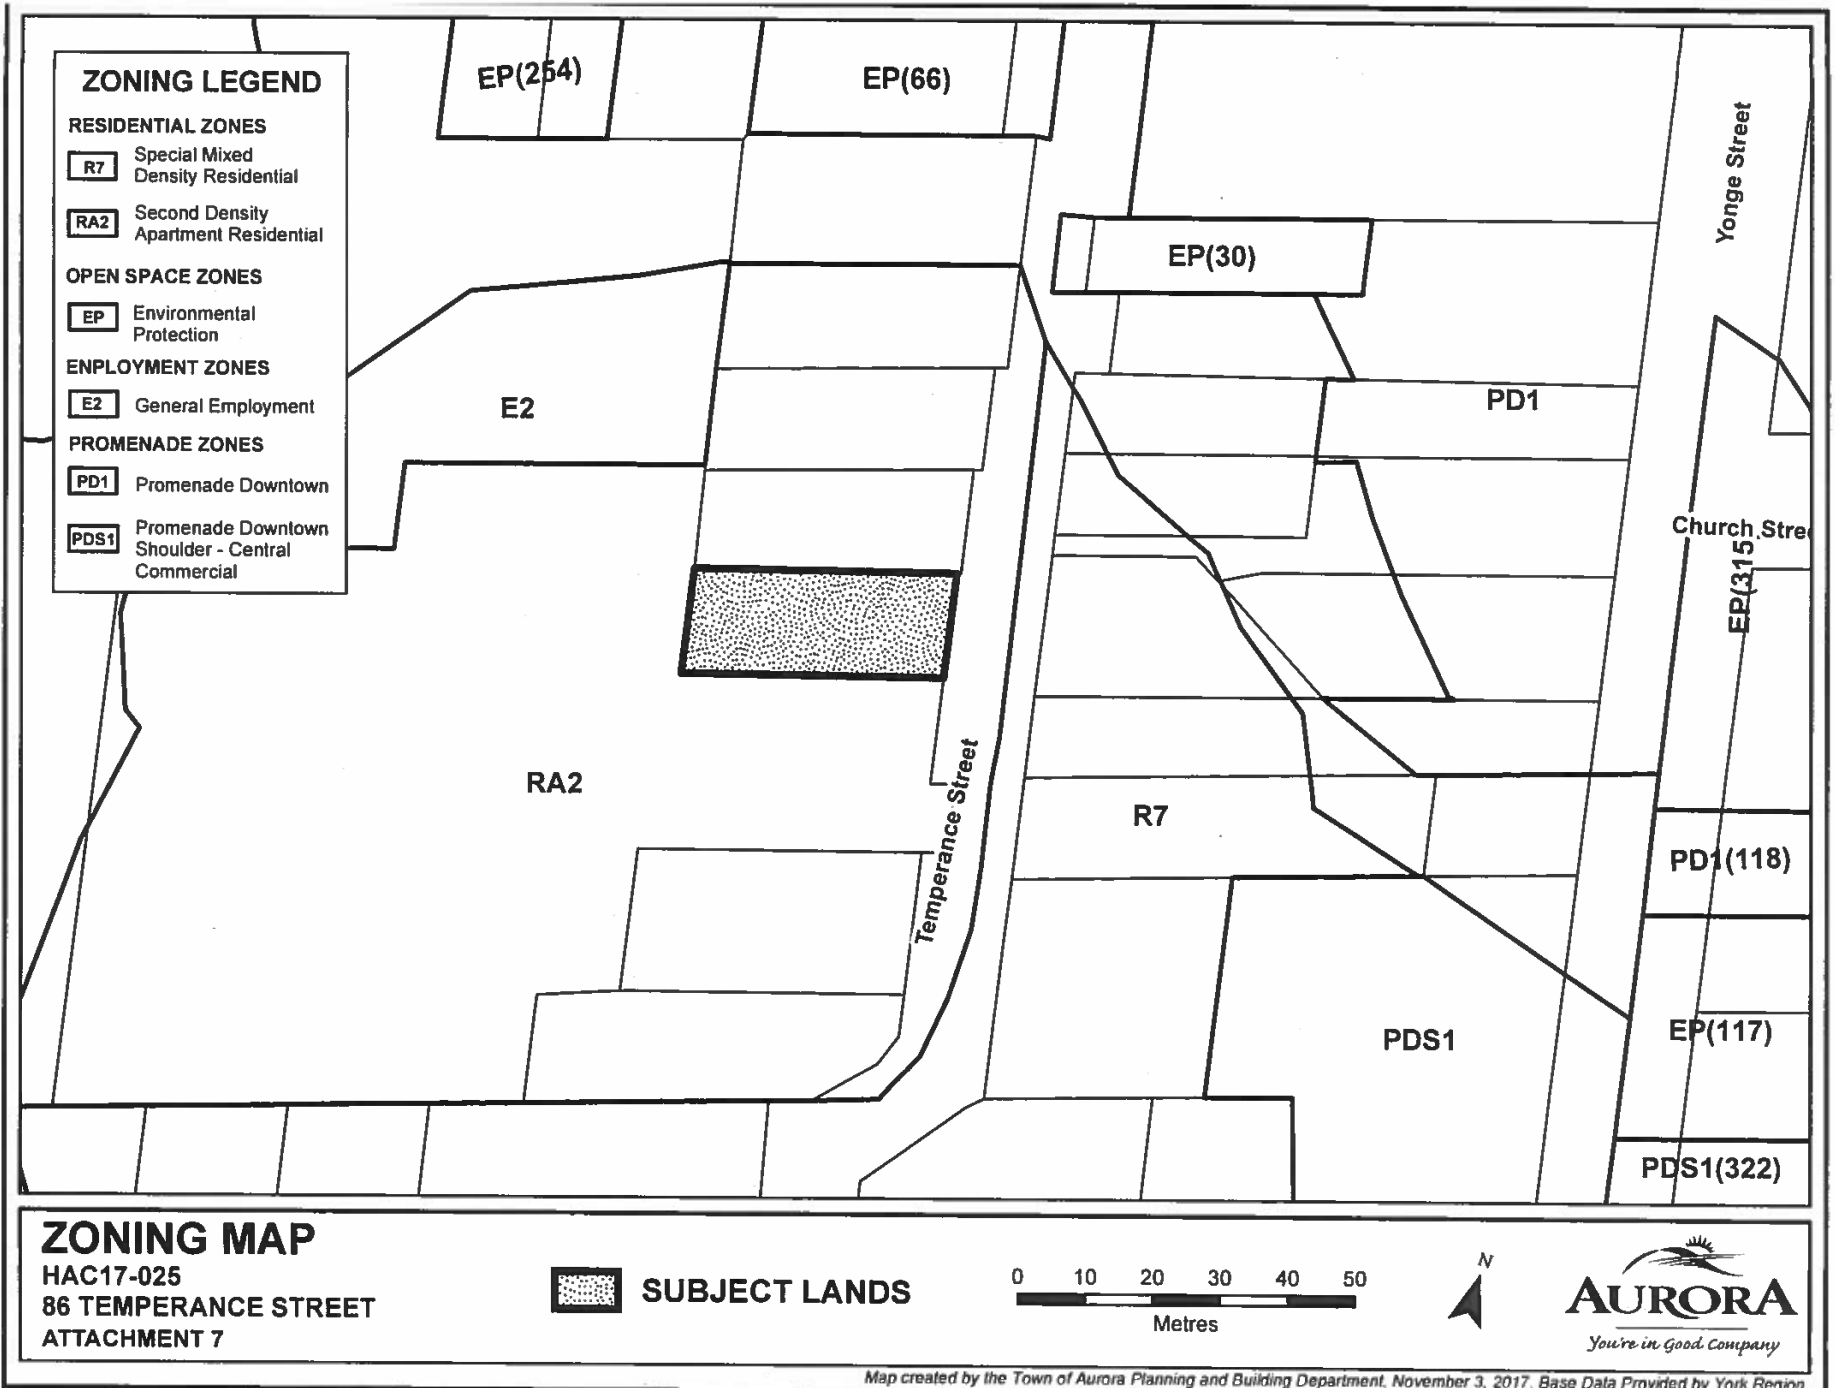 ZONING LEGEND
RESIDENTIAL ZONES
R7 Special Mixed
Density Residential
RA2 Second Density
Apartment Residential
OPEN SPACE ZONES
EP Environmental
Protection
ENPLOYMENT ZONES
E2 General Employment
PROMENADE ZONES
PD1 Promenade Downtown
PDS1 Promenade Downtown
Shoulder - Central
Commercial
EP(254)
EP(66)
Yonge Street
EP(30)
E2
PD1
Church Stree
EP(315
RA2
Temperance Street
R7
PD1(118)
PDS1
EP(117)
PDS1(322)
ZONING MAP
HAC17-025
86 TEMPERANCE STREET
ATTACHMENT 7
SUBJECT LANDS
0 10 20 30 40 50
Metres
N
AURORA
You're in Good Company
Map created by the Town of Aurora Planning and Building Department, November 3, 2017. Base Data Provided by York Region